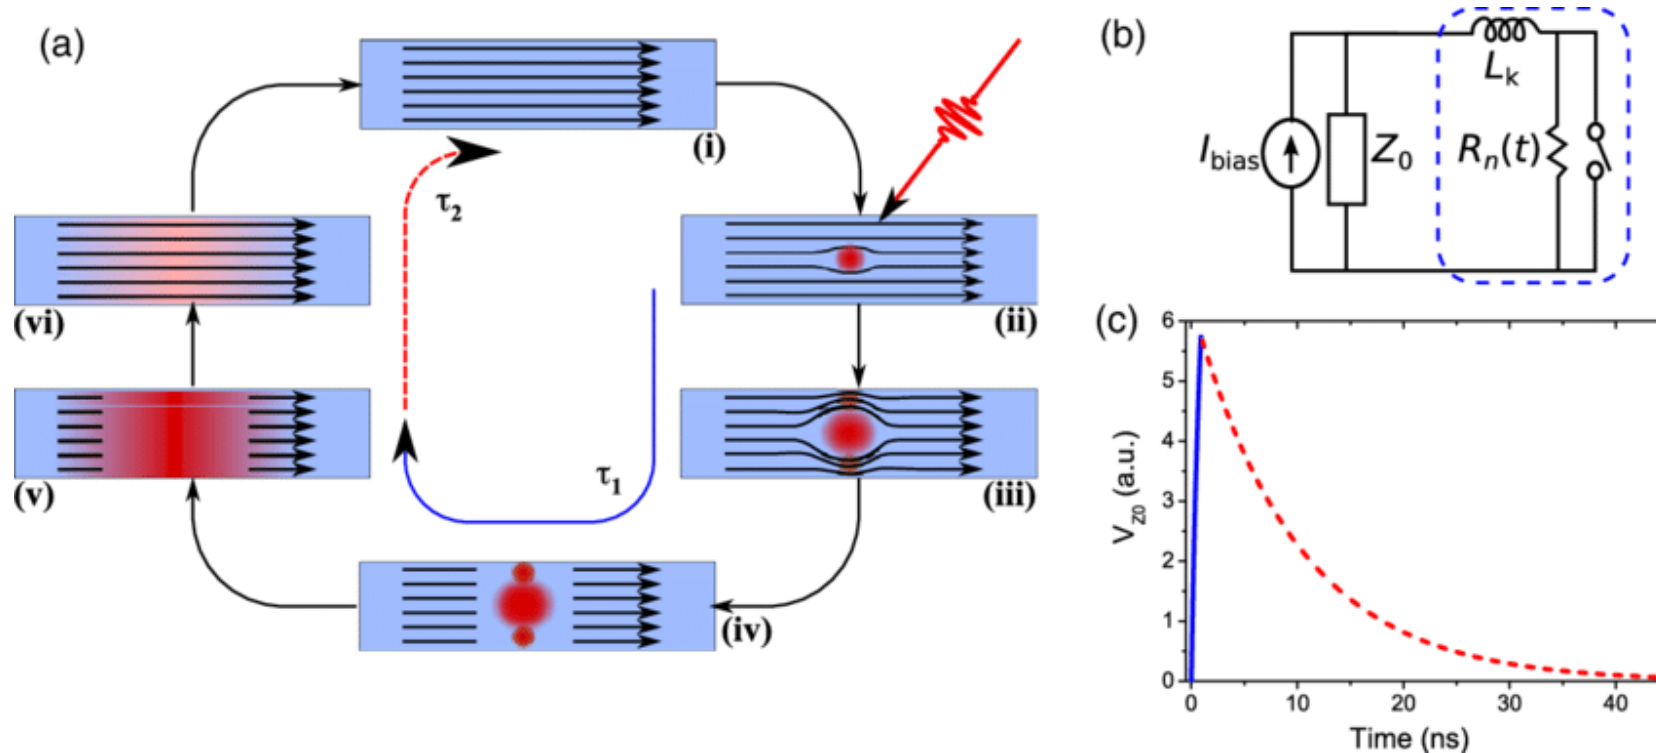 (a)
(i)
τ2
(ii)
(vi)
(iii)
(v)
τ1
(iv)
(b)
Lk
Ibias
Z0
Rn(t)
(c)
6
5
4
3
2
1
0
VZ0 (a.u.)
0
10
20
30
40
Time (ns)